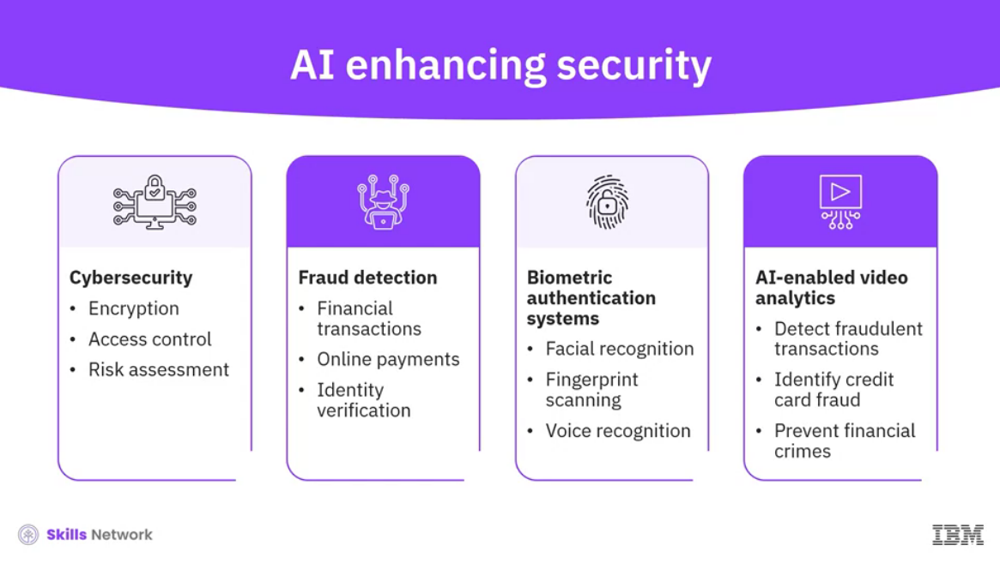 AI enhancing security
Cybersecurity
• Encryption
• Access control
• Risk assessment
Fraud detection
• Financial
transactions
• Online payments
• Identity
verification
Biometric
authentication
systems
• Facial recognition
• Fingerprint
scanning
• Voice recognition
AI-enabled video
analytics
• Detect fraudulent
transactions
• Identify credit
card fraud
• Prevent financial
crimes
Skills Network
IBM